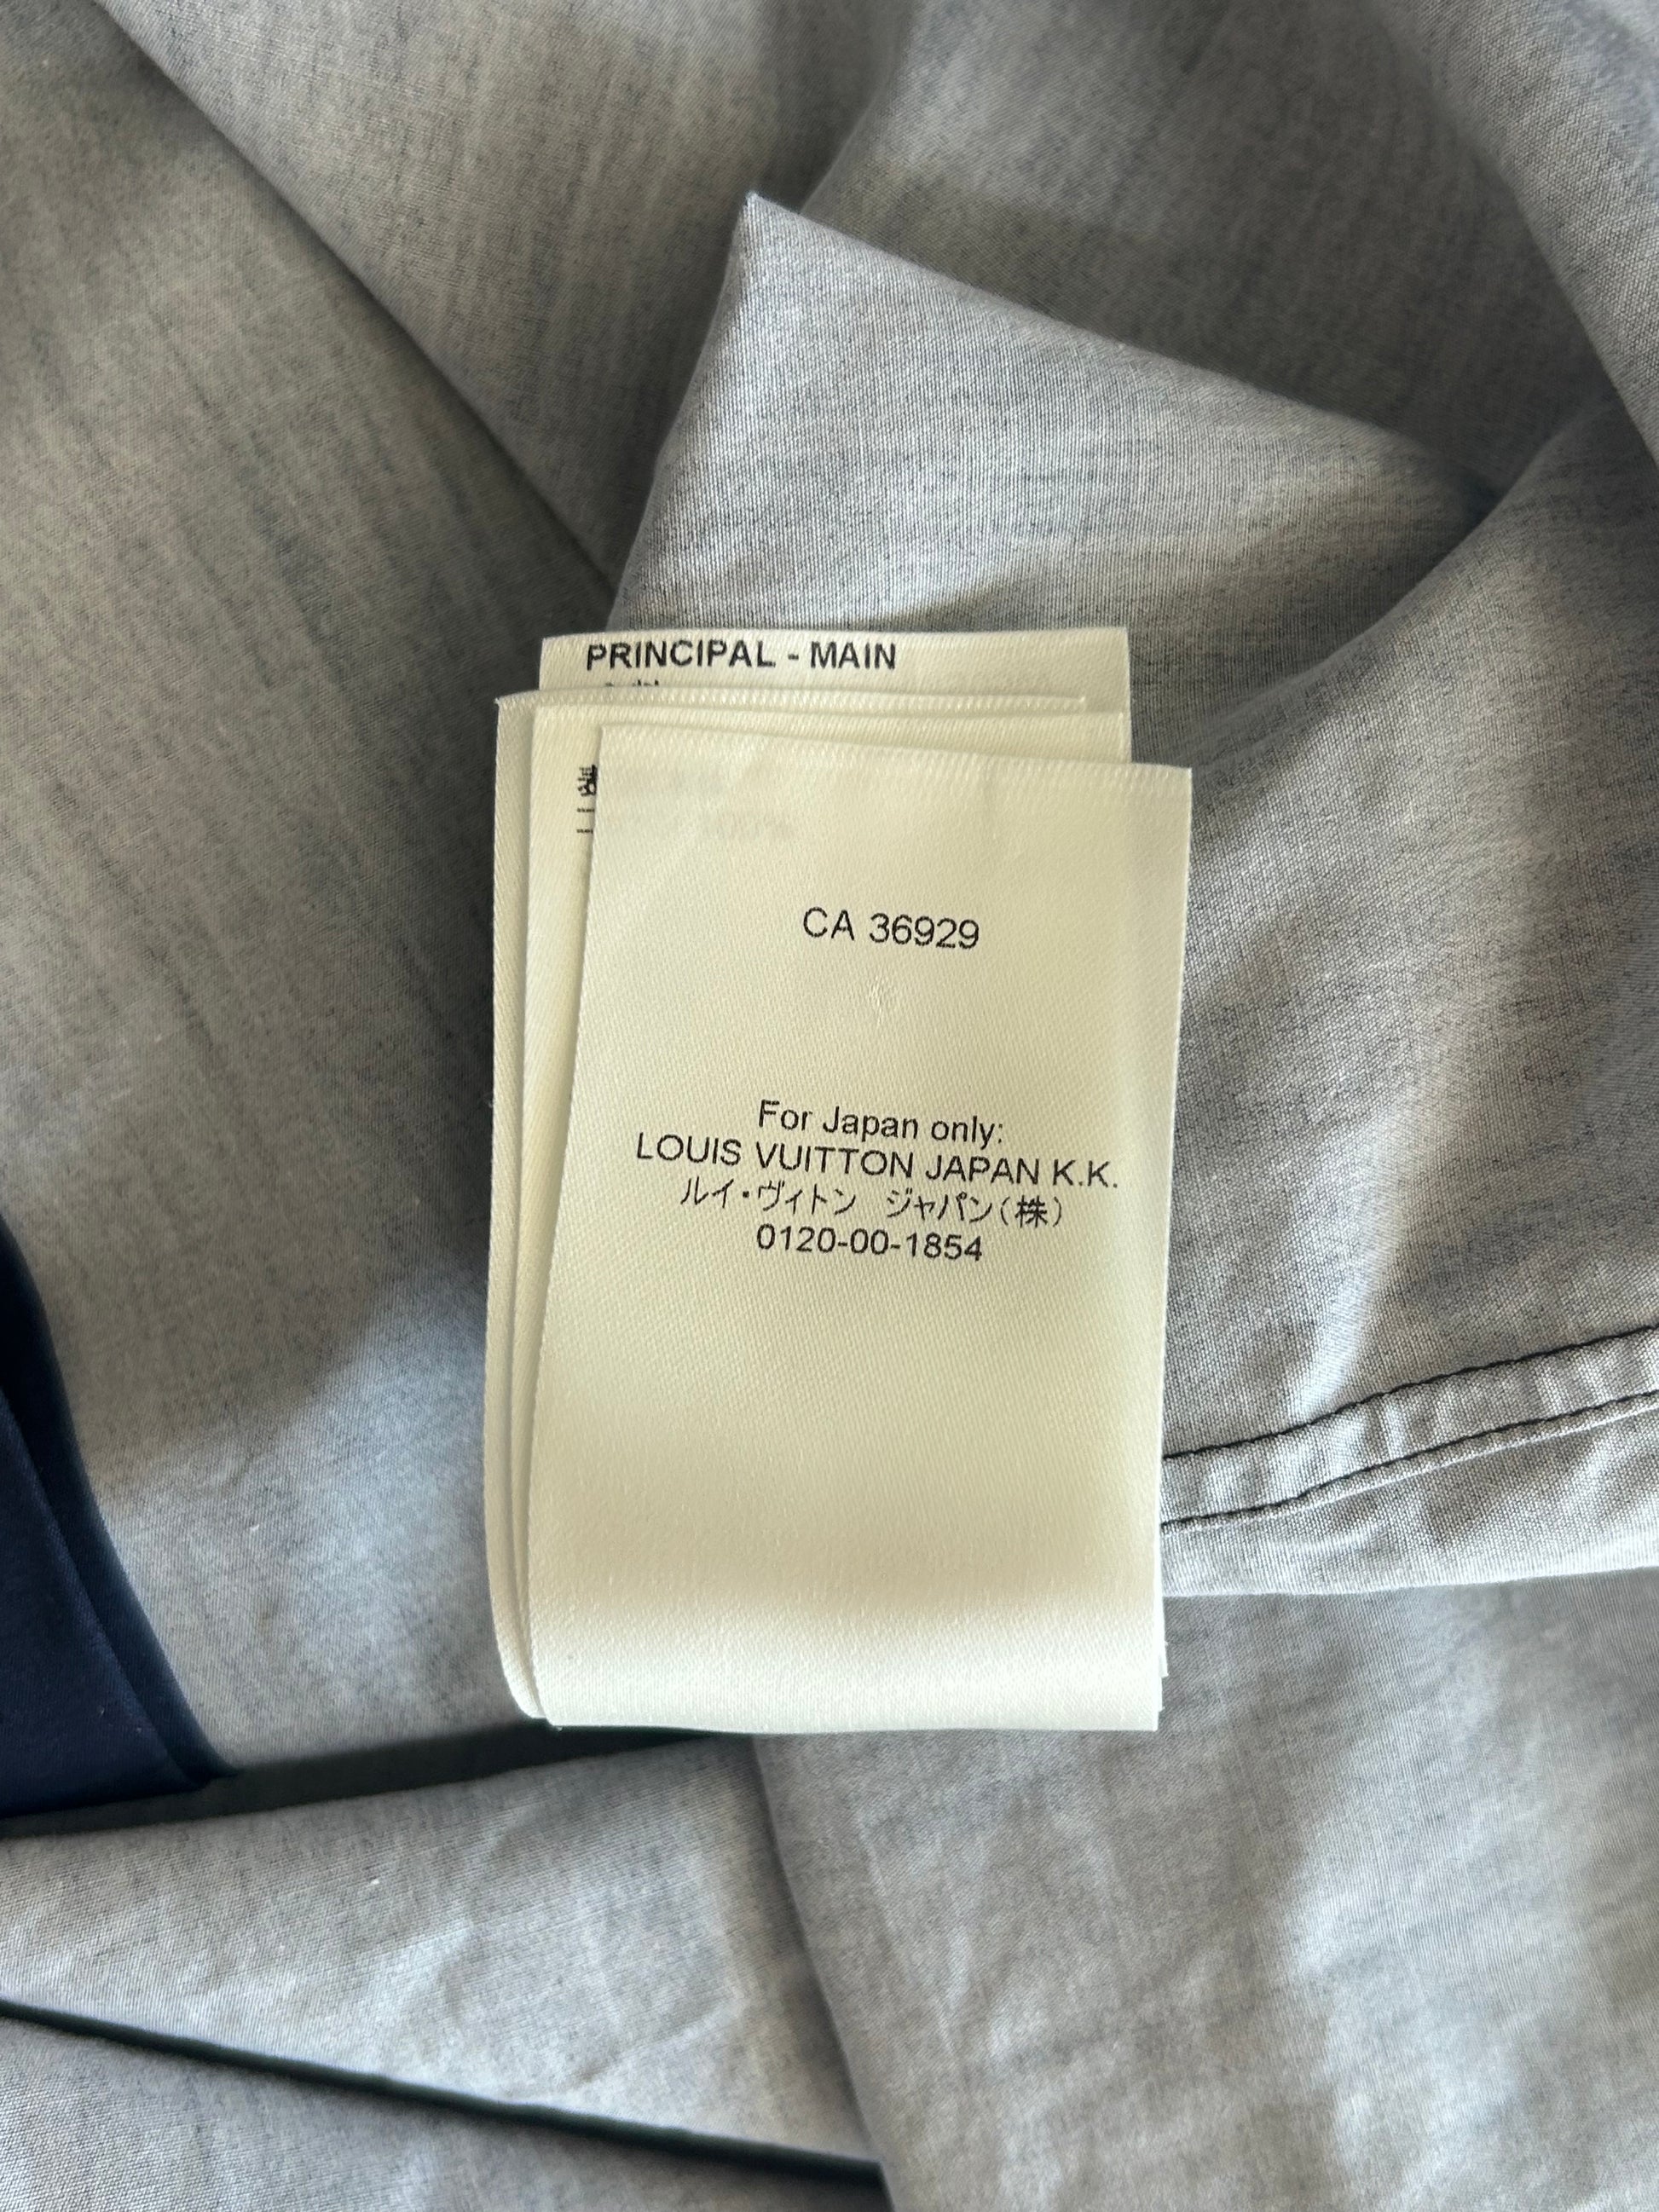 PRINCIPAL - MAIN
CA 36929
For Japan only:
LOUIS VUITTON JAPAN K.K.
ルイ・ヴィトン ジャパン(株)
0120-00-1854